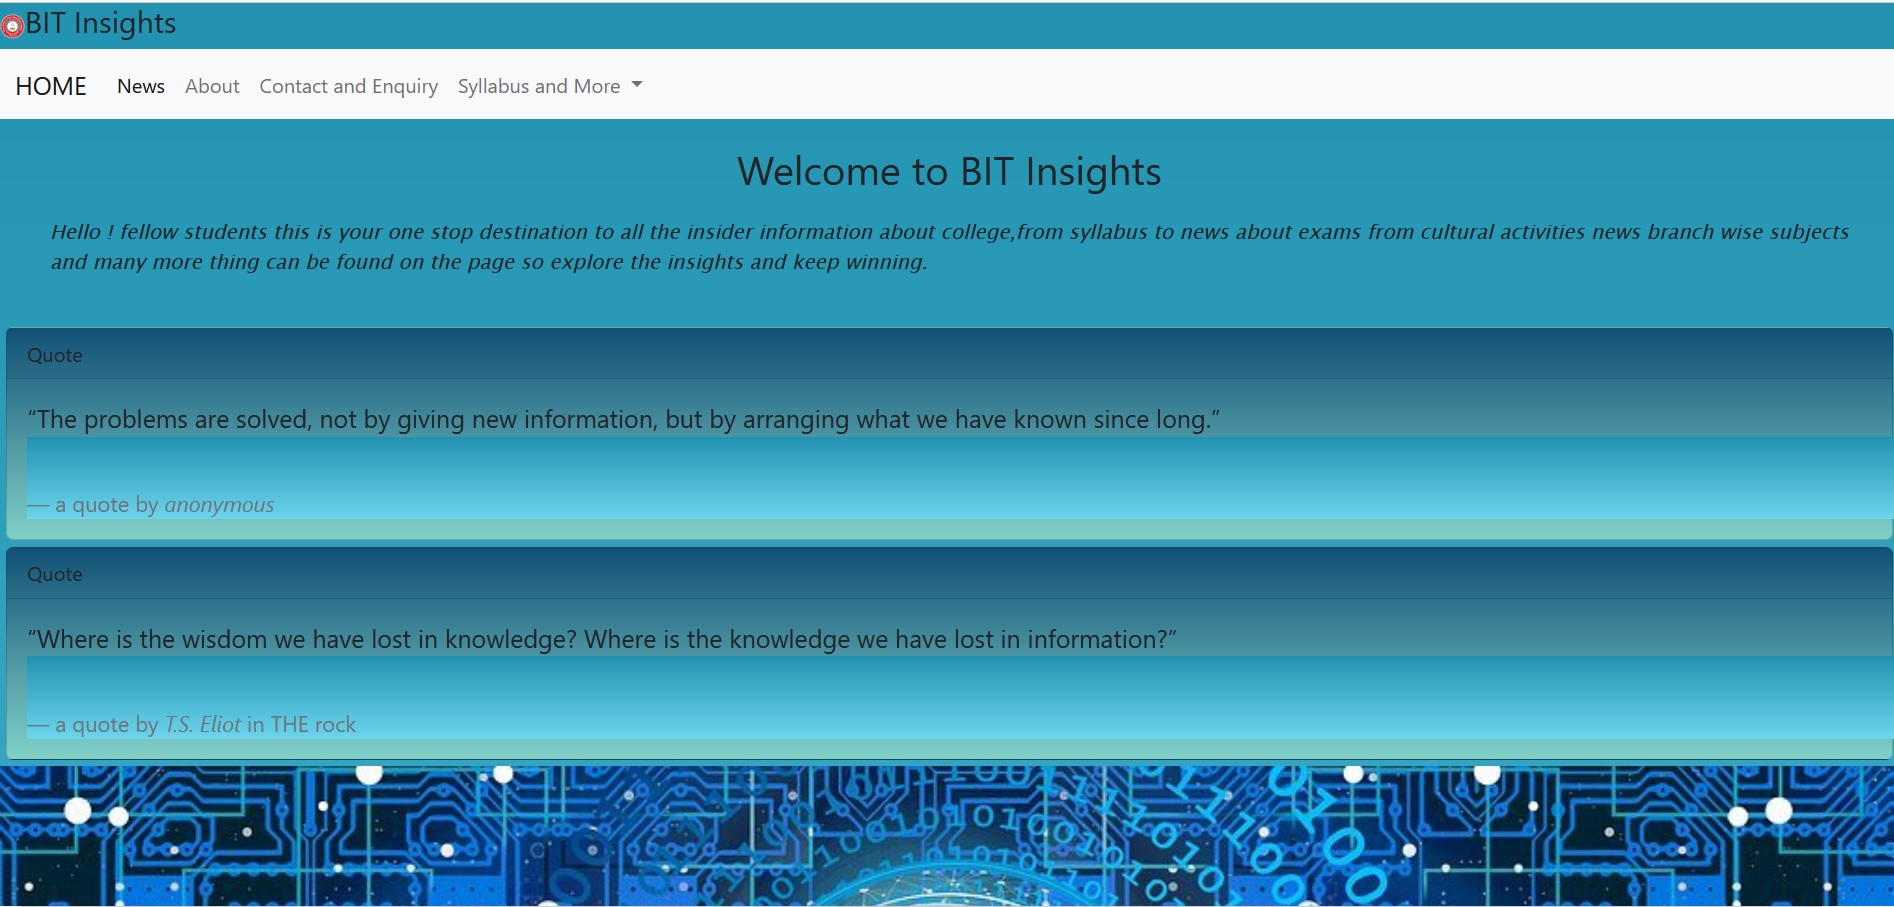 BIT Insights
HOME News About Contact and Enquiry Syllabus and More
Welcome to BIT Insights
Hello ! fellow students this is your one stop destination to all the insider information about college,from syllabus to news about exams from cultural activities news branch wise subjects
and many more thing can be found on the page so explore the insights and keep winning.
Quote
“The problems are solved, not by giving new information, but by arranging what we have known since long.”
— a quote by anonymous
Quote
“Where is the wisdom we have lost in knowledge? Where is the knowledge we have lost in information?”
— a quote by T.S. Eliot in THE rock